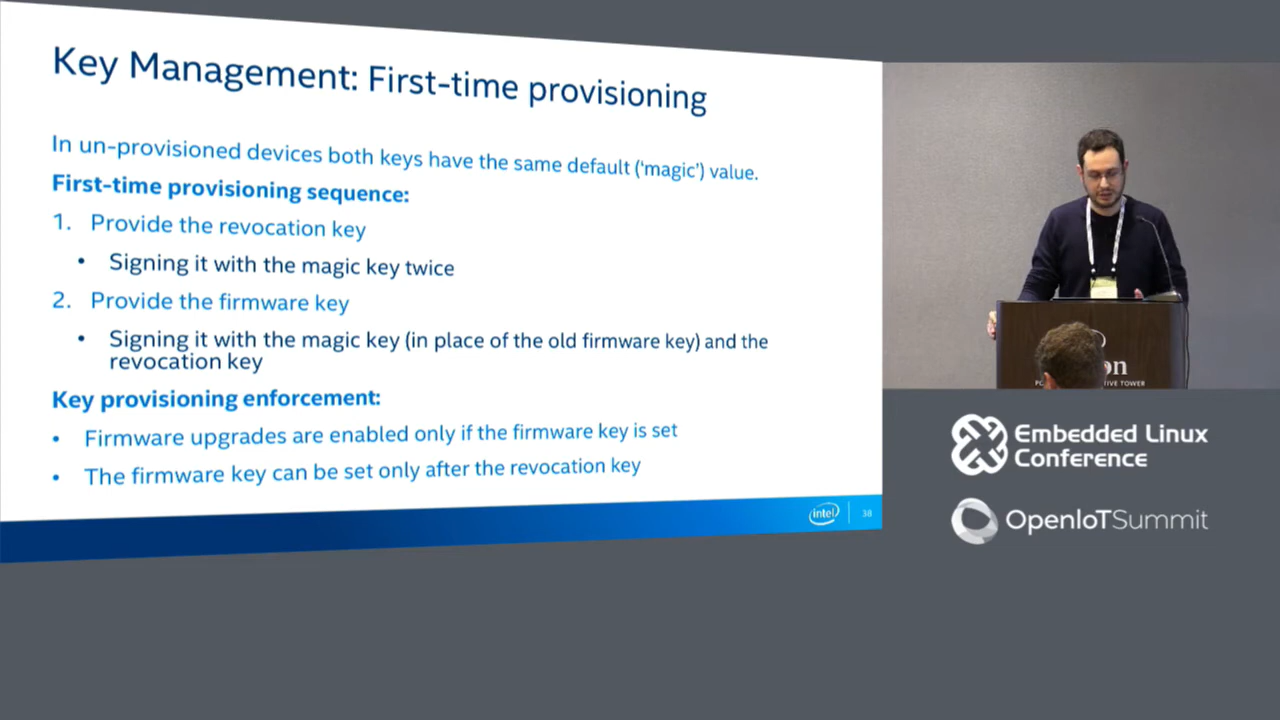 Key Management: First-time provisioning
In un-provisioned devices both keys have the same default ('magic') value.
First-time provisioning sequence:
1. Provide the revocation key
• Signing it with the magic key twice
2. Provide the firmware key
• Signing it with the magic key (in place of the old firmware key) and the
revocation key
Key provisioning enforcement:
• Firmware upgrades are enabled only if the firmware key is set
• The firmware key can be set only after the revocation key
intel
38
TOWER
Embedded Linux
Conference
OpenIoTSummit